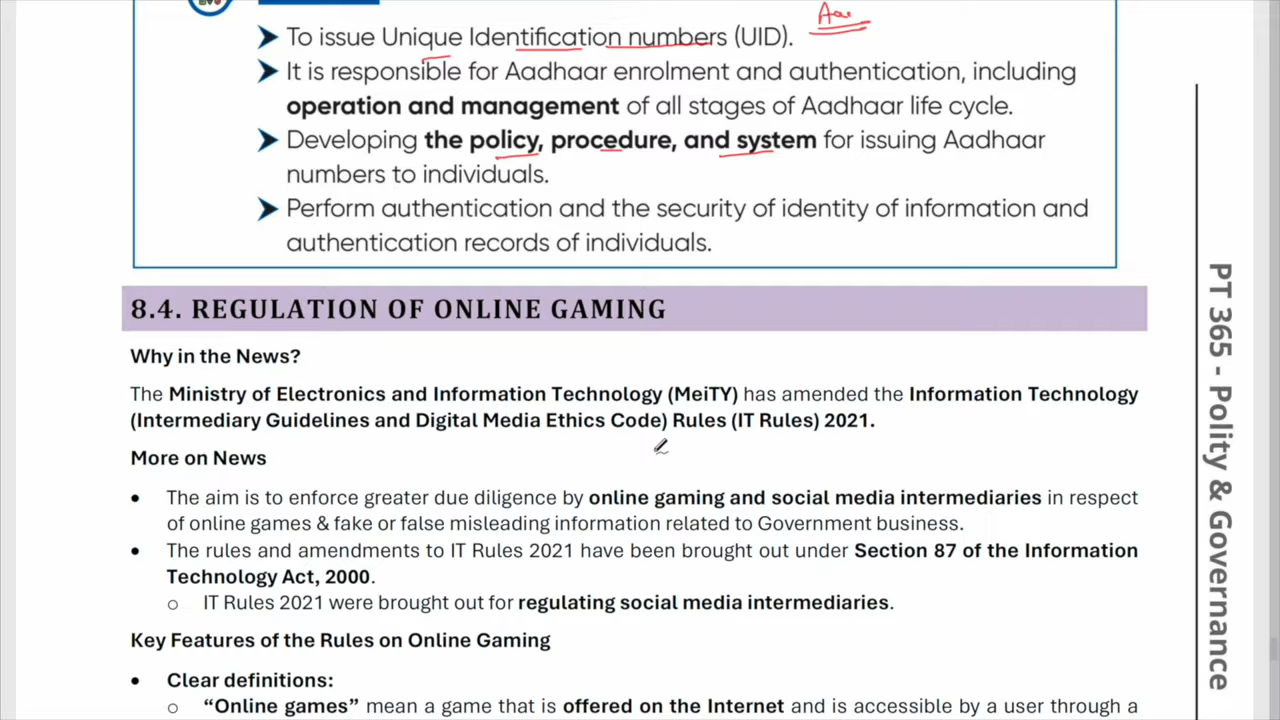 Aa
➤ To issue Unique Identification numbers (UID).
➤ It is responsible for Aadhaar enrolment and authentication, including
operation and management of all stages of Aadhaar life cycle.
➤ Developing the policy, procedure, and system for issuing Aadhaar
numbers to individuals.
➤ Perform authentication and the security of identity of information and
authentication records of individuals.
8.4. REGULATION OF ONLINE GAMING
Why in the News?
The Ministry of Electronics and Information Technology (MeiTY) has amended the Information Technology
(Intermediary Guidelines and Digital Media Ethics Code) Rules (IT Rules) 2021.
More on News
• The aim is to enforce greater due diligence by online gaming and social media intermediaries in respect
of online games & fake or false misleading information related to Government business.
• The rules and amendments to IT Rules 2021 have been brought out under Section 87 of the Information
Technology Act, 2000.
o IT Rules 2021 were brought out for regulating social media intermediaries.
Key Features of the Rules on Online Gaming
• Clear definitions:
o “Online games” mean a game that is offered on the Internet and is accessible by a user through a
PT 365 - Polity & Governance